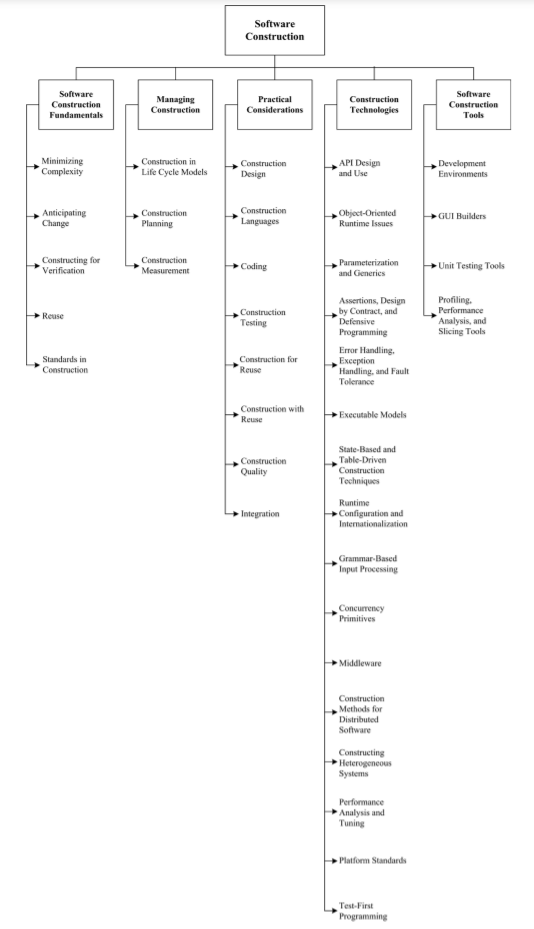 Software
Construction
Software
Construction
Fundamentals
Minimizing
Complexity
Anticipating
Change
Constructing for
Verification
Reuse
Standards in
Construction
Managing
Construction
Construction in
Life Cycle Models
Construction
Planning
Construction
Measurement
Practical
Considerations
Construction
Design
Construction
Languages
Coding
Construction
Testing
Construction for
Reuse
Construction with
Reuse
Construction
Quality
Integration
Construction
Technologies
API Design
and Use
Object-Oriented
Runtime Issues
Parameterization
and Generics
Assertions, Design
by Contract, and
Defensive
Programming
Error Handling,
Exception
Handling, and Fault
Tolerance
Executable Models
State-Based and
Table-Driven
Construction
Techniques
Runtime
Configuration and
Internationalization
Grammar-Based
Input Processing
Concurrency
Primitives
Middleware
Construction
Methods for
Distributed
Software
Constructing
Heterogeneous
Systems
Performance
Analysis and
Tuning
Platform Standards
Test-First
Programming
Software
Construction
Tools
Development
Environments
GUI Builders
Unit Testing Tools
Profiling,
Performance
Analysis, and
Slicing Tools